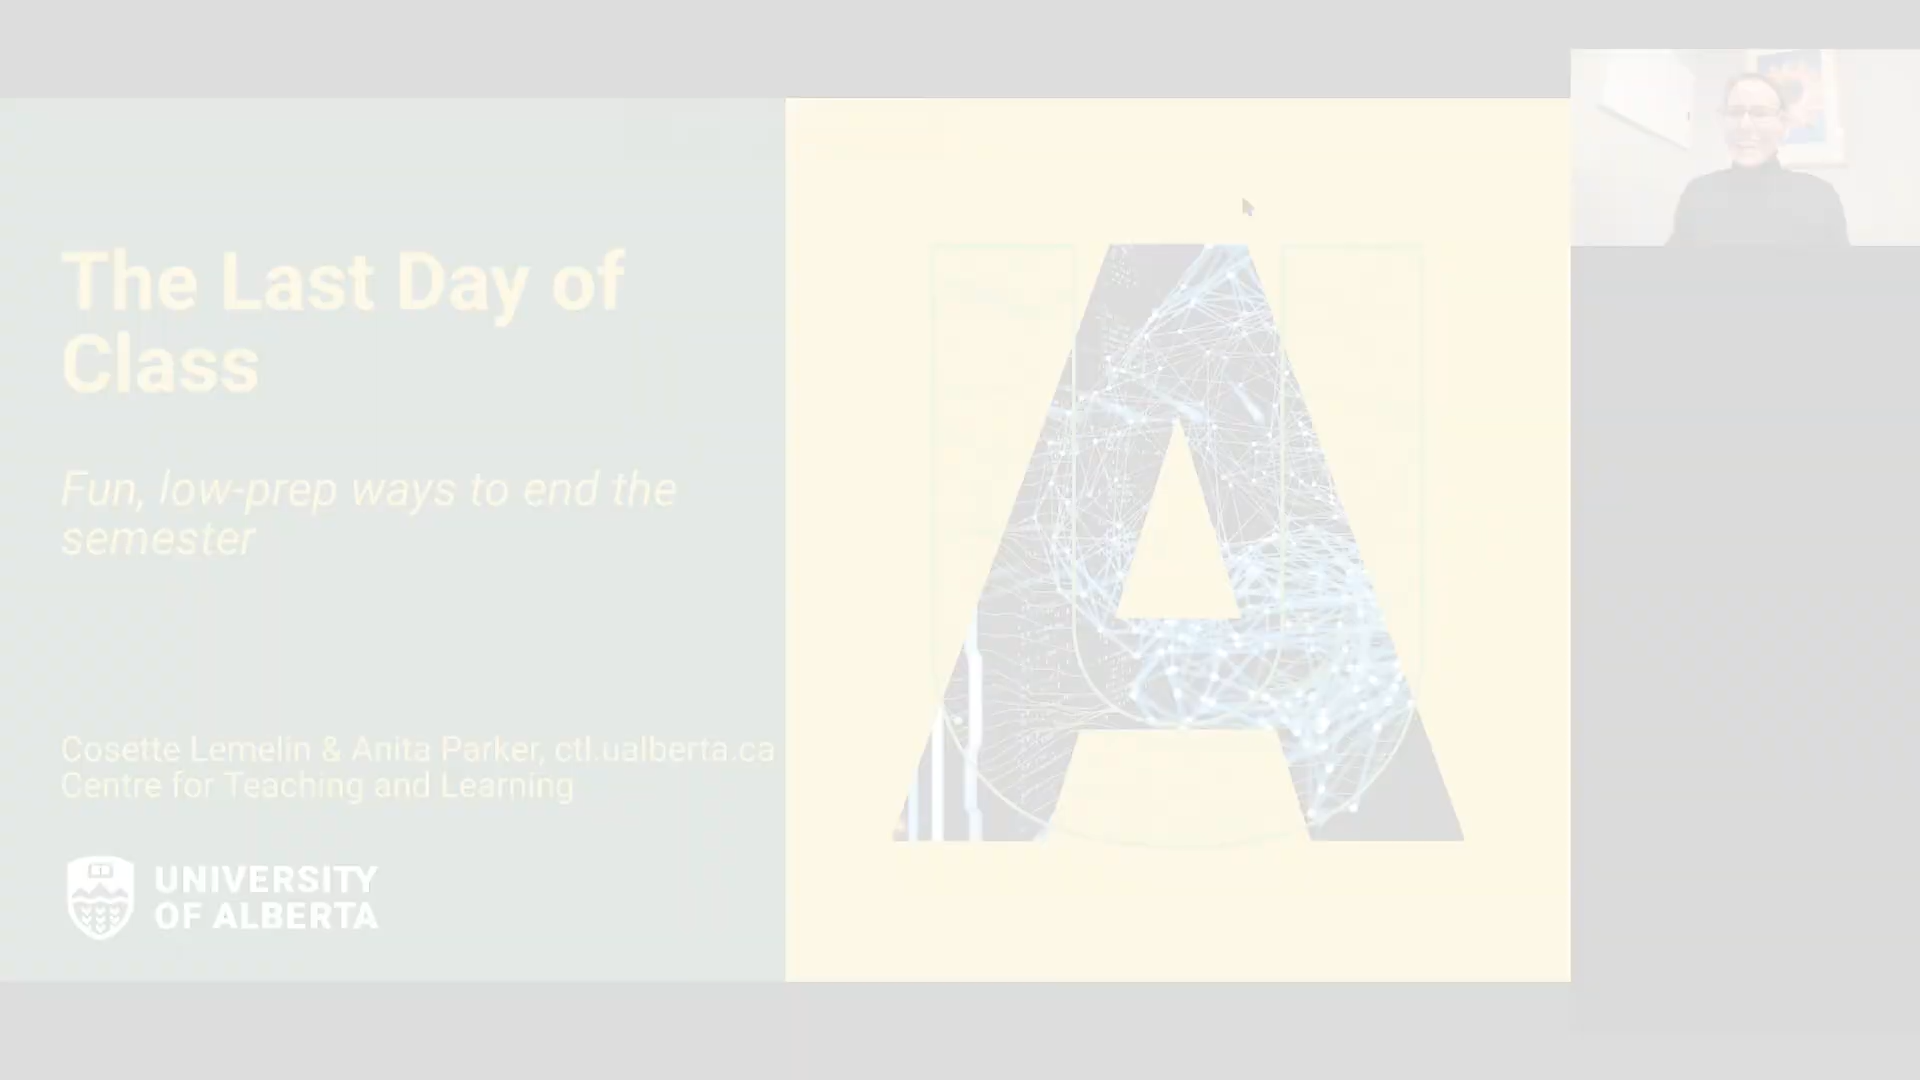 The Last Day of
Class
Fun, low-prep ways to end the
semester
Cosette Lemelin & Anita Parker, ctl.ualberta.ca
Centre for Teaching and Learning
UNIVERSITY
OF ALBERTA
A